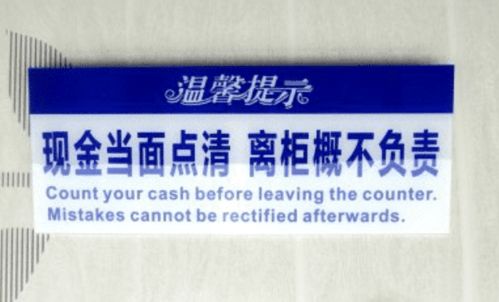 温馨提示
现金当面点清 离柜概不负责
Count your cash before leaving the counter.
Mistakes cannot be rectified afterwards.